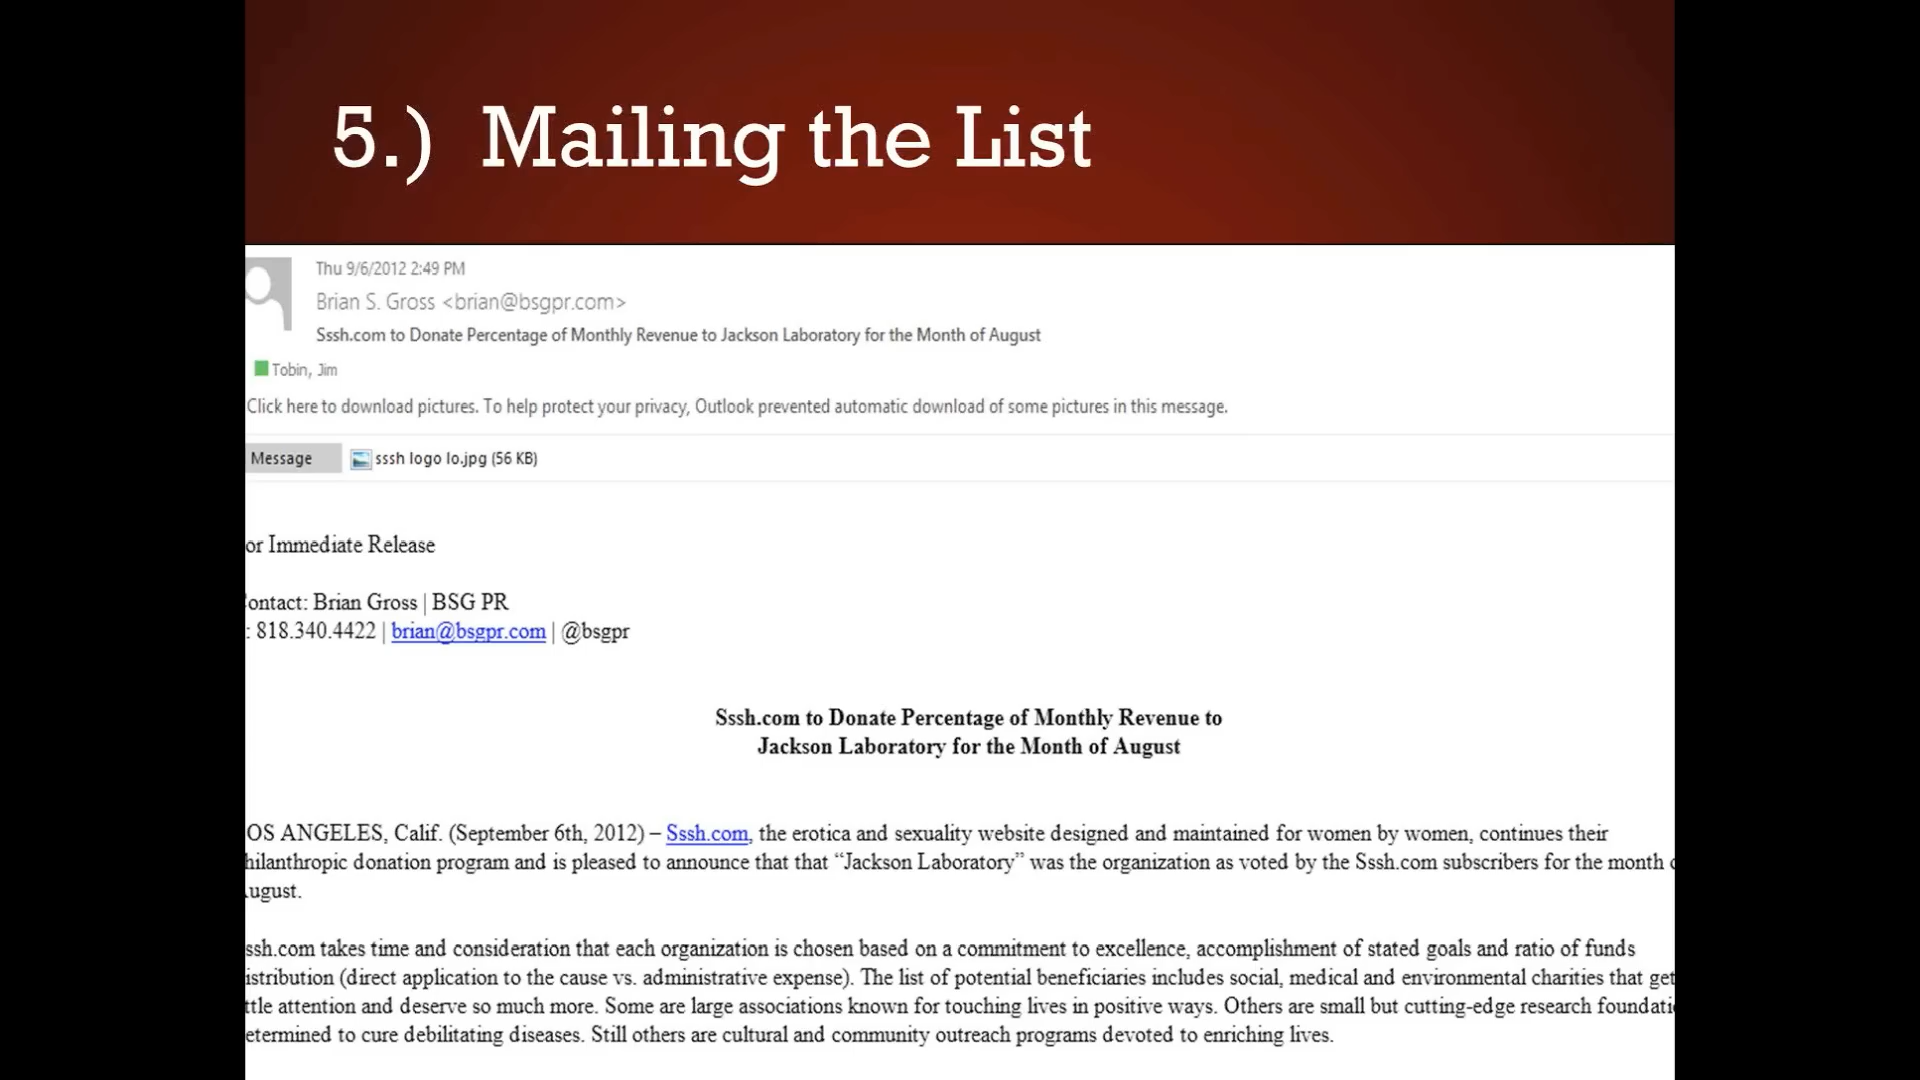 5.) Mailing the List
Thu 9/6/2012 2:49 PM
Brian S. Gross <brian@bsgpr.com>
Sssh.com to Donate Percentage of Monthly Revenue to Jackson Laboratory for the Month of August
Tobin, Jim
Click here to download pictures. To help protect your privacy, Outlook prevented automatic download of some pictures in this message.
Message sssh logo lo.jpg (56 KB)
or Immediate Release
ontact: Brian Gross | BSG PR
: 818.340.4422 | brian@bsgpr.com | @bsgpr
Sssh.com to Donate Percentage of Monthly Revenue to
Jackson Laboratory for the Month of August
OS ANGELES, Calif. (September 6th, 2012) – Sssh.com, the erotica and sexuality website designed and maintained for women by women, continues their
hilanthropic donation program and is pleased to announce that that “Jackson Laboratory” was the organization as voted by the Sssh.com subscribers for the month o
ugust.
ssh.com takes time and consideration that each organization is chosen based on a commitment to excellence, accomplishment of stated goals and ratio of funds
istribution (direct application to the cause vs. administrative expense). The list of potential beneficiaries includes social, medical and environmental charities that get
ttle attention and deserve so much more. Some are large associations known for touching lives in positive ways. Others are small but cutting-edge research foundati
etermined to cure debilitating diseases. Still others are cultural and community outreach programs devoted to enriching lives.